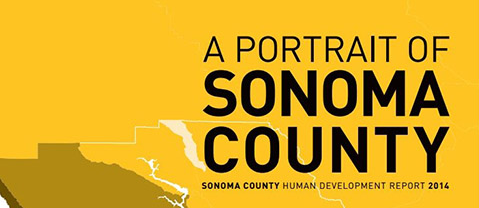 A PORTRAIT OF
SONOMA
COUNTY
SONOMA COUNTY HUMAN DEVELOPMENT REPORT 2014